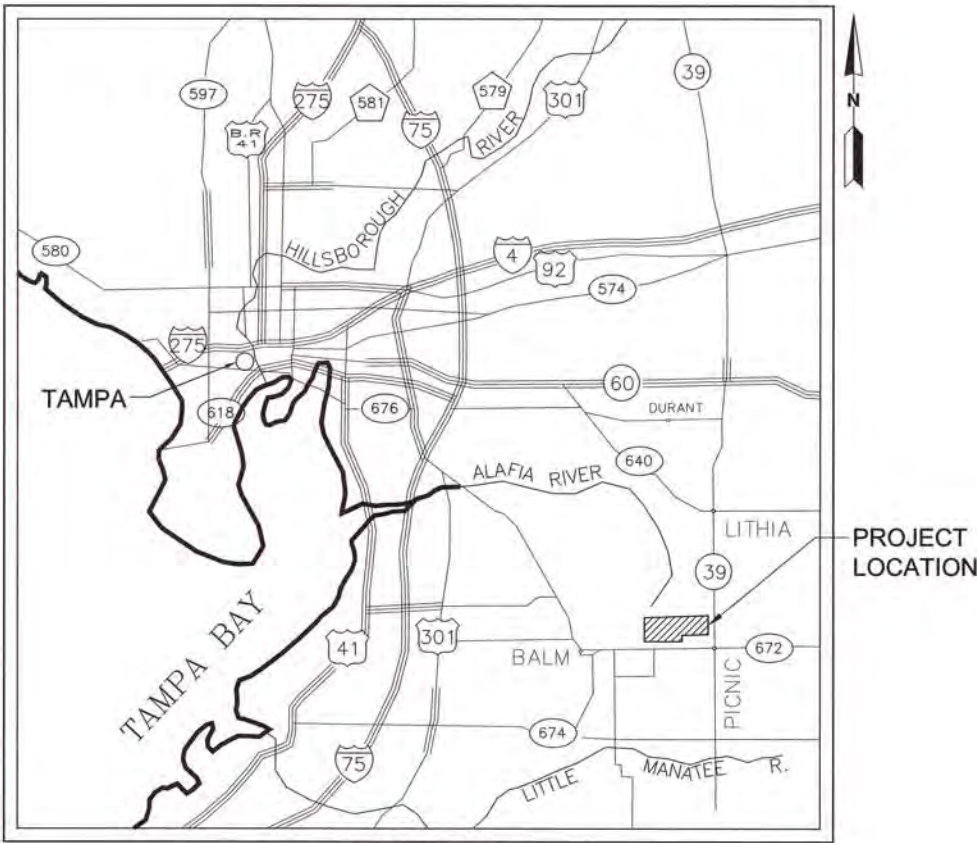 39
597
275
581
579
301
B.R
41
75
N
RIVER
HILLSBOROUGH
580
4
92
574
275
60
TAMPA
618
676
DURANT
640
ALAFIA RIVER
LITHIA
PROJECT
LOCATION
39
TAMPA BAY
41
301
BALM
672
PICNIC
674
75
LITTLE MANATEE R.